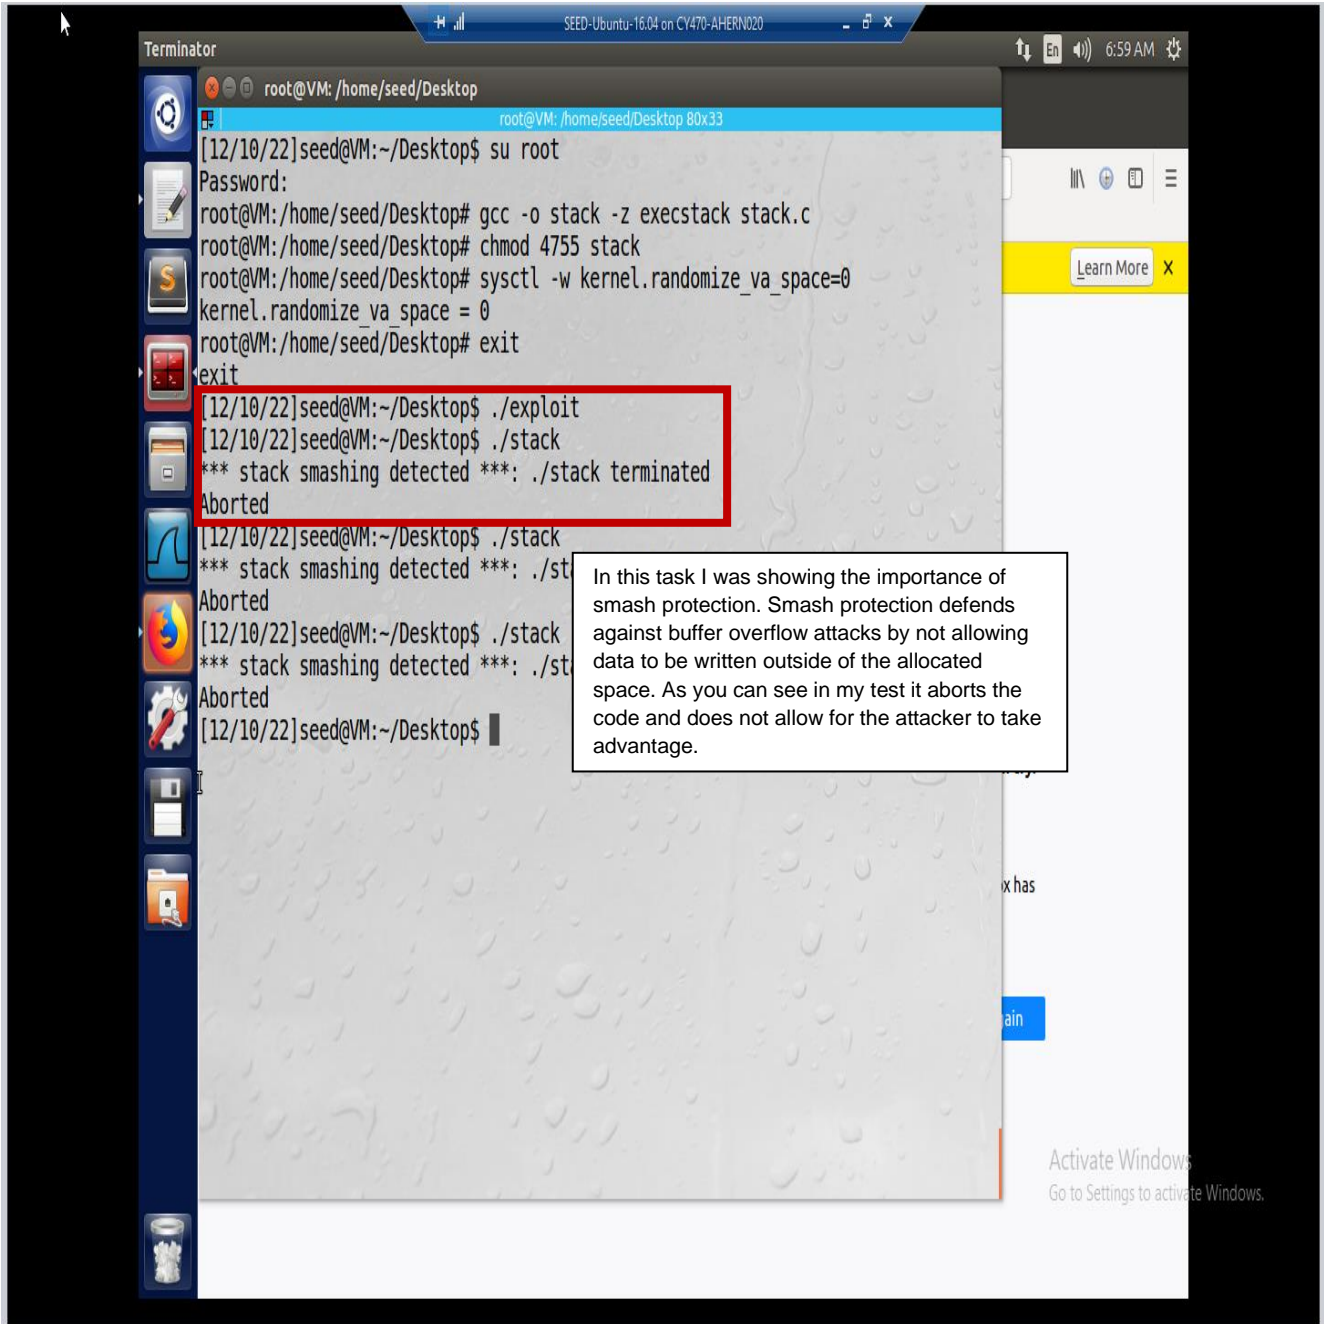 SEED-Ubuntu-16.04 on CY470-AHERN020
Terminator
En
6:59 AM
root@VM: /home/seed/Desktop
root@VM: /home/seed/Desktop 80x33
[12/10/22]seed@VM:~/Desktop$ su root
Password:
root@VM:/home/seed/Desktop# gcc -o stack -z execstack stack.c
root@VM:/home/seed/Desktop# chmod 4755 stack
root@VM:/home/seed/Desktop# sysctl -w kernel.randomize_va_space=0
kernel.randomize_va_space = 0
root@VM:/home/seed/Desktop# exit
exit
[12/10/22]seed@VM:~/Desktop$ ./exploit
[12/10/22]seed@VM:~/Desktop$ ./stack
*** stack smashing detected ***: ./stack terminated
Aborted
[12/10/22]seed@VM:~/Desktop$ ./stack
*** stack smashing detected ***: ./sta
Aborted
[12/10/22]seed@VM:~/Desktop$ ./stack
*** stack smashing detected ***: ./sta
Aborted
[12/10/22]seed@VM:~/Desktop$
In this task I was showing the importance of
smash protection. Smash protection defends
against buffer overflow attacks by not allowing
data to be written outside of the allocated
space. As you can see in my test it aborts the
code and does not allow for the attacker to take
advantage.
Learn More
x has
ain
Activate Windows
Go to Settings to activate Windows.